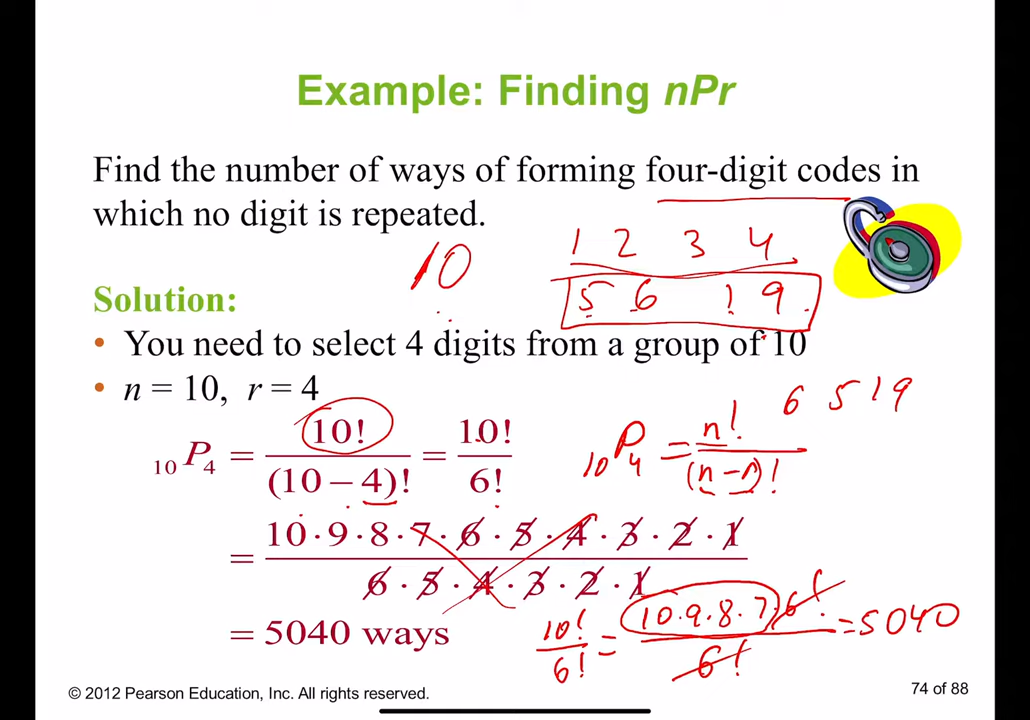 Example: Finding nPr
Find the number of ways of forming four-digit codes in
which no digit is repeated.
10
1 2 3 4
5 6 1 9
Solution:
• You need to select 4 digits from a group of 10
• n = 10, r = 4
6 5 1 9
₁₀P₄ = 10! / (10 − 4)! = 10! / 6!
₁₀P₄ = n! / (n − r)!
= 10 · 9 · 8 · 7 · 6 · 5 · 4 · 3 · 2 · 1 / 6 · 5 · 4 · 3 · 2 · 1
= 5040 ways
10! / 6! = 10 · 9 · 8 · 7 · 6! / 6! = 5040
© 2012 Pearson Education, Inc. All rights reserved.
74 of 88